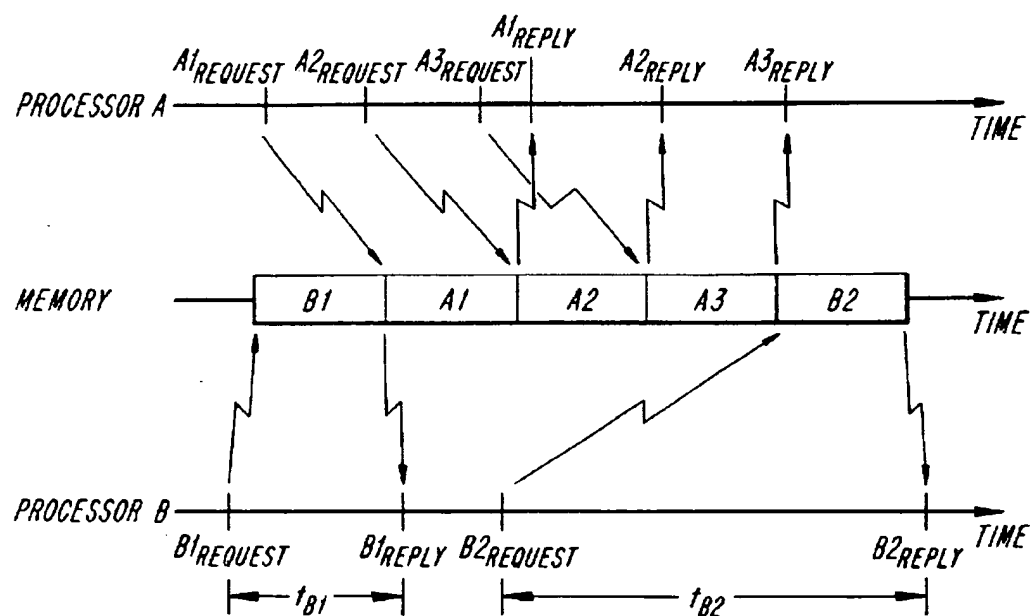 A1REPLY
A1REQUEST A2REQUEST A3REQUEST A2REPLY A3REPLY
PROCESSOR A
TIME
MEMORY B1 A1 A2 A3 B2
TIME
PROCESSOR B
TIME
B1REQUEST B1REPLY B2REQUEST B2REPLY
tB1 tB2